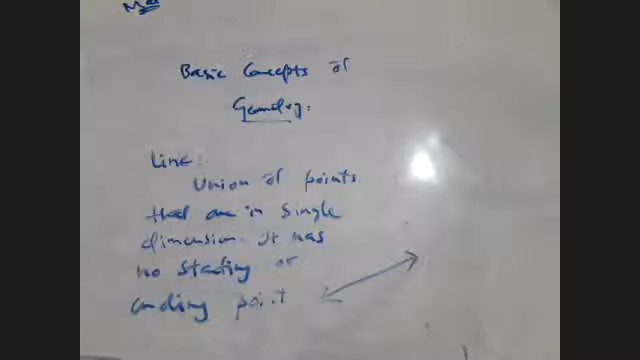 Basic Concepts of
Geometry:
Line:
Union of points
that are in single
dimension. It has
no starting or
ending point